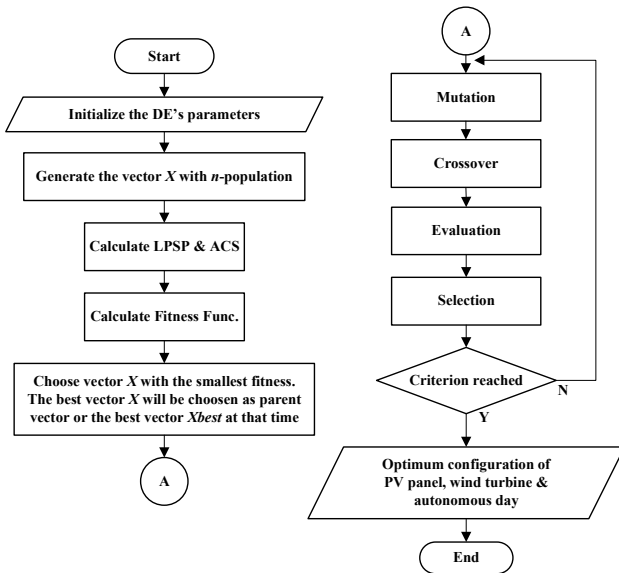 Start
Initialize the DE's parameters
Generate the vector X with n-population
Calculate LPSP & ACS
Calculate Fitness Func.
Choose vector X with the smallest fitness.
The best vector X will be choosen as parent
vector or the best vector Xbest at that time
A
A
Mutation
Crossover
Evaluation
Selection
Criterion reached
N
Y
Optimum configuration of
PV panel, wind turbine &
autonomous day
End